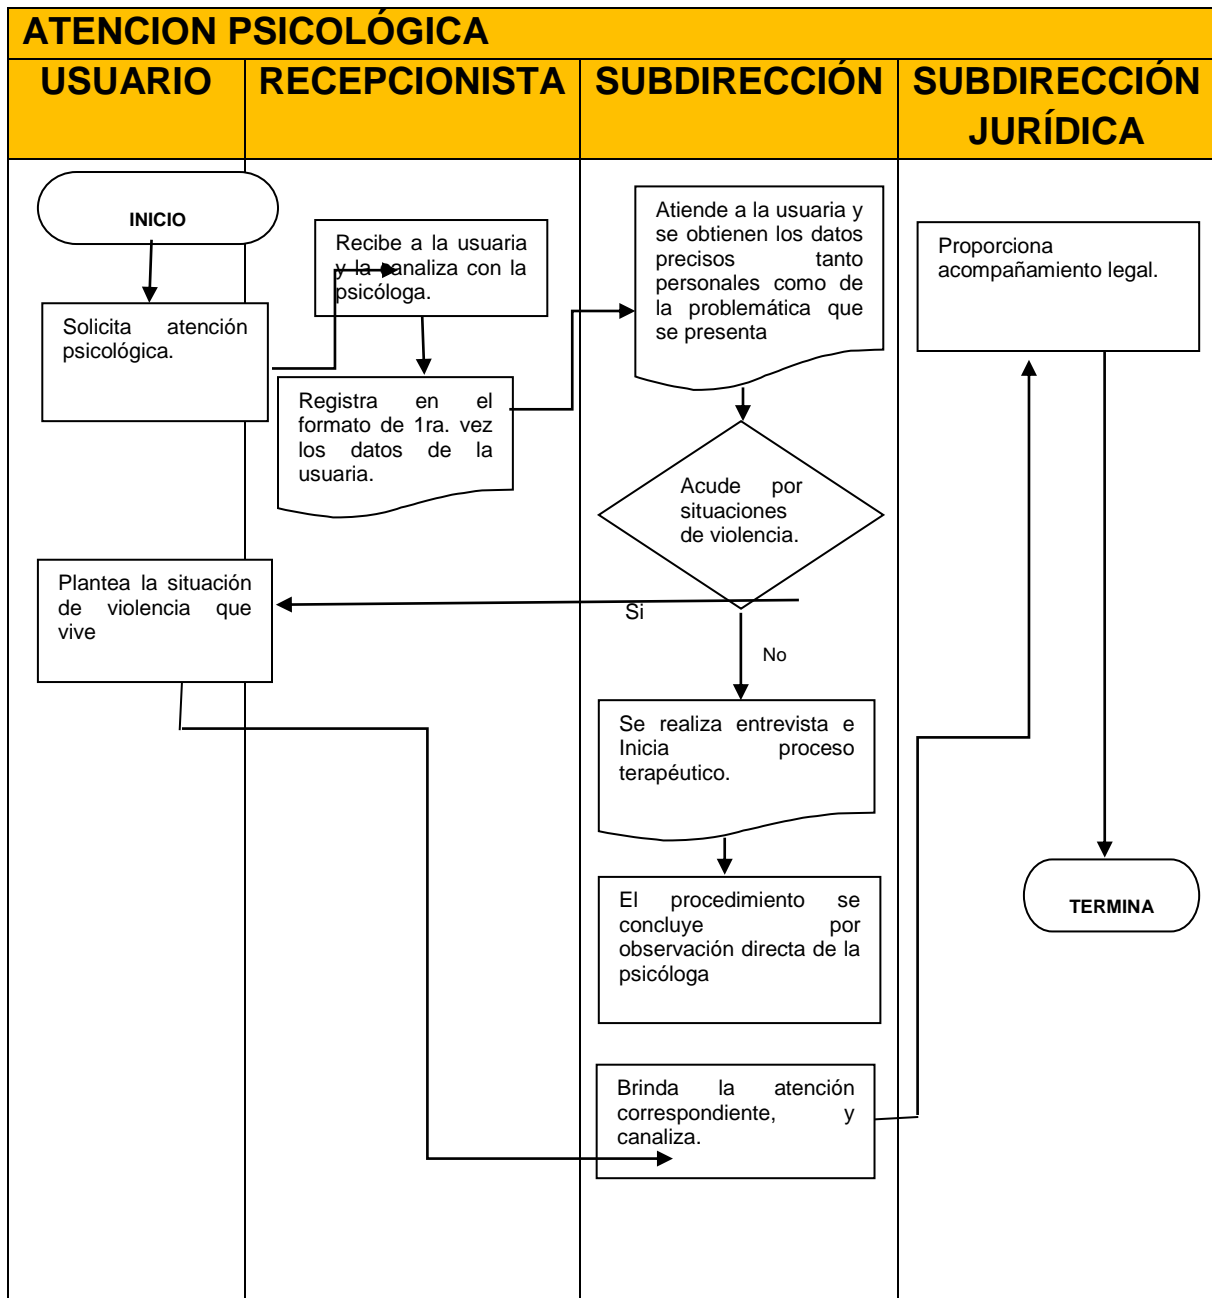 ATENCION PSICOLÓGICA
USUARIO
RECEPCIONISTA
SUBDIRECCIÓN
SUBDIRECCIÓN
JURÍDICA
INICIO
Solicita atención
psicológica.
Recibe a la usuaria
y la canaliza con la
psicóloga.
Registra en el
formato de 1ra. vez
los datos de la
usuaria.
Atiende a la usuaria y
se obtienen los datos
precisos tanto
personales como de
la problemática que
se presenta
Acude por
situaciones
de violencia.
Si
No
Plantea la situación
de violencia que
vive
Se realiza entrevista e
Inicia proceso
terapéutico.
El procedimiento se
concluye por
observación directa de la
psicóloga
Brinda la atención
correspondiente, y
canaliza.
Proporciona
acompañamiento legal.
TERMINA